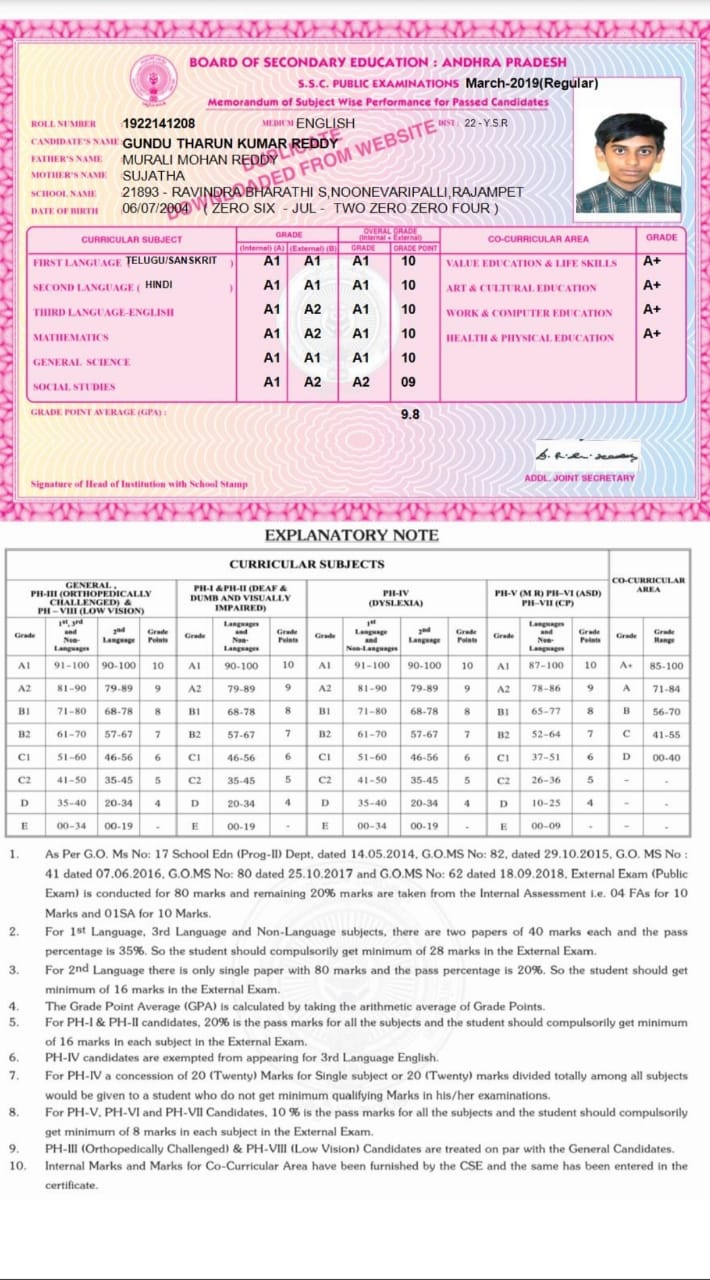 BOARD OF SECONDARY EDUCATION : ANDHRA PRADESH
S.S.C. PUBLIC EXAMINATIONS March-2019(Regular)
Memorandum of Subject Wise Performance for Passed Candidates
DUPLICATE
DOWNLOADED FROM WEBSITE
ROLL NUMBER : 1922141208 MEDIUM ENGLISH DIST : 22 - Y.S.R
CANDIDATE'S NAME : GUNDU THARUN KUMAR REDDY
FATHER'S NAME : MURALI MOHAN REDDY
MOTHER'S NAME : SUJATHA
SCHOOL NAME : 21893 - RAVINDRA BHARATHI S,NOONEVARIPALLI,RAJAMPET
DATE OF BIRTH : 06/07/2004 ( ZERO SIX - JUL - TWO ZERO ZERO FOUR )
CURRICULAR SUBJECT GRADE OVERAL GRADE (Internal + External) CO-CURRICULAR AREA GRADE
(Internal) (A) (External) (B) GRADE GRADE POINT
FIRST LANGUAGE TELUGU/SANSKRIT ) A1 A1 A1 10 VALUE EDUCATION & LIFE SKILLS A+
SECOND LANGUAGE ( HINDI ) A1 A1 A1 10 ART & CULTURAL EDUCATION A+
THIRD LANGUAGE-ENGLISH A1 A2 A1 10 WORK & COMPUTER EDUCATION A+
MATHEMATICS A1 A2 A1 10 HEALTH & PHYSICAL EDUCATION A+
GENERAL SCIENCE A1 A1 A1 10
SOCIAL STUDIES A1 A2 A2 09
GRADE POINT AVERAGE (GPA) : 9.8
Signature of Head of Institution with School Stamp
ADDL. JOINT SECRETARY
EXPLANATORY NOTE
CURRICULAR SUBJECTS
GENERAL , PH-III (ORTHOPEDICALLY CHALLENGED) & PH – VIII (LOW VISION) PH-I &PH-II (DEAF & DUMB AND VISUALLY IMPAIRED) PH-IV (DYSLEXIA) PH-V (M R) PH–VI (ASD) PH–VII (CP) CO-CURRICULAR AREA
Grade 1st, 3rd and Non-Languages 2nd Language Grade Points Grade Languages and Non-Languages Grade Points Grade 1st Language and Non-Languages 2nd Language Grade Points Grade Languages and Non-Languages Grade Points Grade Grade Range
A1 91–100 90-100 10 A1 90-100 10 A1 91–100 90-100 10 A1 87-100 10 A+ 85-100
A2 81–90 79-89 9 A2 79-89 9 A2 81–90 79-89 9 A2 78-86 9 A 71-84
B1 71–80 68-78 8 B1 68-78 8 B1 71–80 68-78 8 B1 65-77 8 B 56-70
B2 61–70 57-67 7 B2 57-67 7 B2 61–70 57-67 7 B2 52-64 7 C 41-55
C1 51–60 46-56 6 C1 46-56 6 C1 51–60 46-56 6 C1 37-51 6 D 00-40
C2 41–50 35-45 5 C2 35-45 5 C2 41–50 35-45 5 C2 26-36 5 - -
D 35–40 20-34 4 D 20-34 4 D 35–40 20-34 4 D 10-25 4 - -
E 00–34 00-19 - E 00-19 - E 00–34 00-19 - E 00-09 - - -
1. As Per G.O. Ms No: 17 School Edn (Prog-II) Dept, dated 14.05.2014, G.O.MS No: 82, dated 29.10.2015, G.O. MS No :
41 dated 07.06.2016, G.O.MS No: 80 dated 25.10.2017 and G.O.MS No: 62 dated 18.09.2018, External Exam (Public
Exam) is conducted for 80 marks and remaining 20% marks are taken from the Internal Assessment i.e. 04 FAs for 10
Marks and 01SA for 10 Marks.
2. For 1st Language, 3rd Language and Non-Language subjects, there are two papers of 40 marks each and the pass
percentage is 35%. So the student should compulsorily get minimum of 28 marks in the External Exam.
3. For 2nd Language there is only single paper with 80 marks and the pass percentage is 20%. So the student should get
minimum of 16 marks in the External Exam.
4. The Grade Point Average (GPA) is calculated by taking the arithmetic average of Grade Points.
5. For PH-I & PH-II candidates, 20% is the pass marks for all the subjects and the student should compulsorily get minimum
of 16 marks in each subject in the External Exam.
6. PH-IV candidates are exempted from appearing for 3rd Language English.
7. For PH-IV a concession of 20 (Twenty) Marks for Single subject or 20 (Twenty) marks divided totally among all subjects
would be given to a student who do not get minimum qualifying Marks in his/her examinations.
8. For PH-V, PH-VI and PH-VII Candidates, 10 % is the pass marks for all the subjects and the student should compulsorily
get minimum of 8 marks in each subject in the External Exam.
9. PH-III (Orthopedically Challenged) & PH-VIII (Low Vision) Candidates are treated on par with the General Candidates.
10. Internal Marks and Marks for Co-Curricular Area have been furnished by the CSE and the same has been entered in the
certificate.